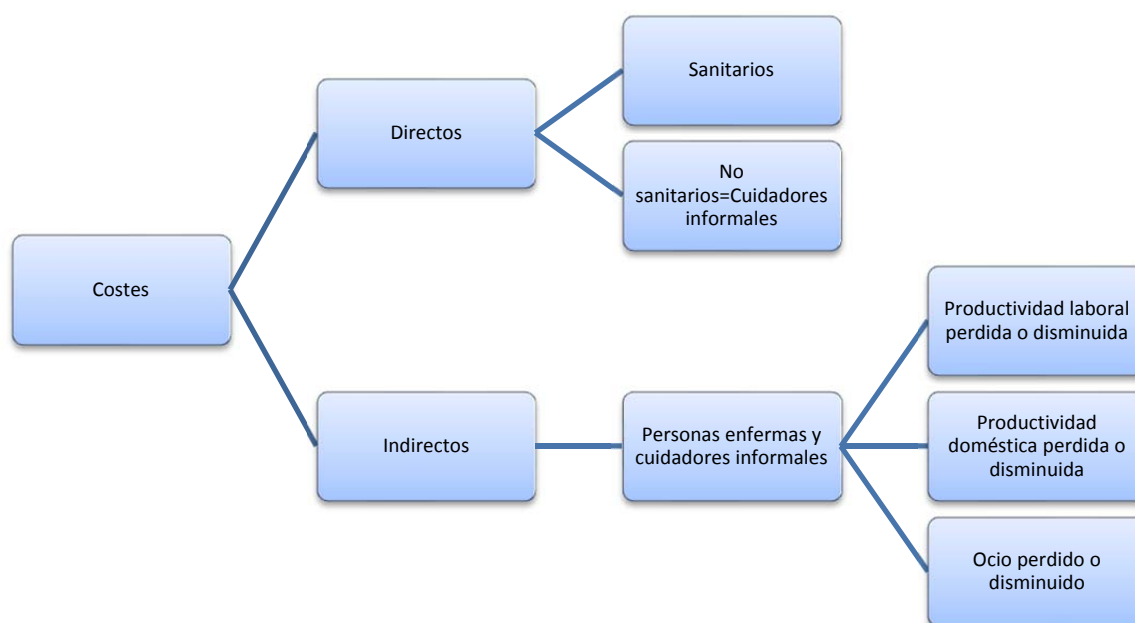 Sanitarios
Directos
No
sanitarios=Cuidadores
informales
Costes
Productividad laboral
perdida o disminuida
Indirectos
Personas enfermas y
cuidadores informales
Productividad
doméstica perdida o
disminuida
Ocio perdido o
disminuido